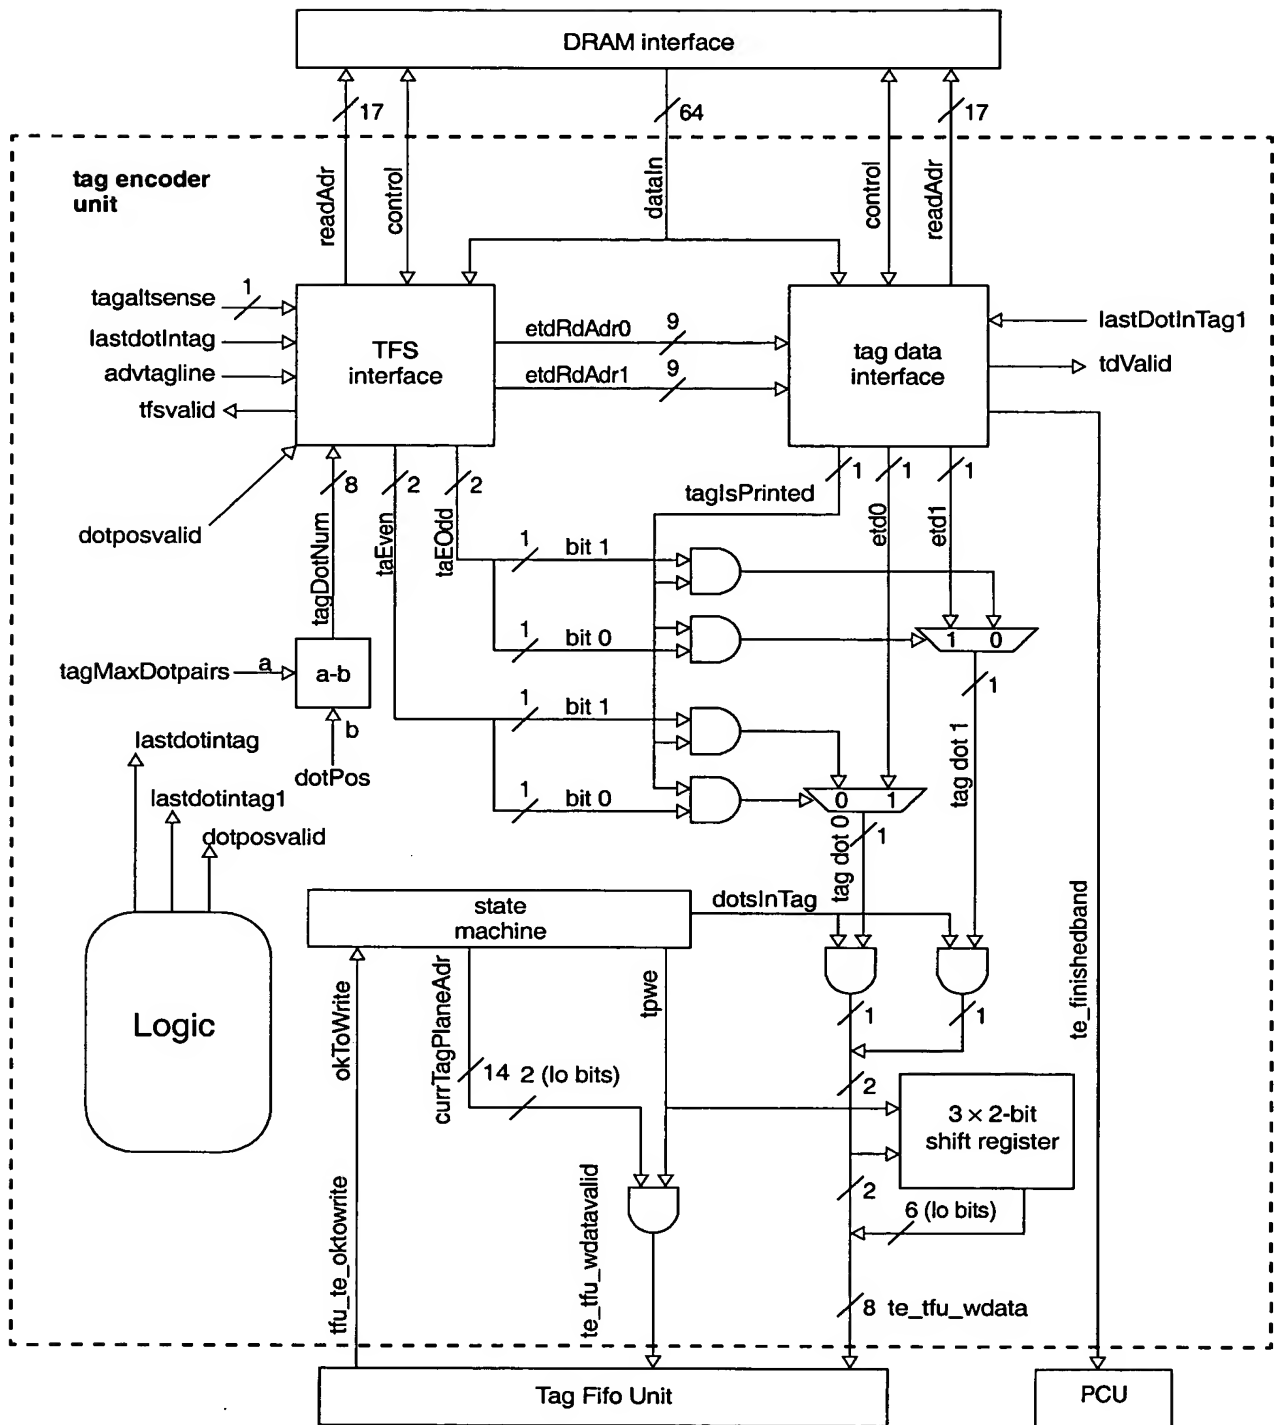 DRAM interface
17
64
17
tag encoder
unit
readAdr
control
dataIn
control
readAdr
tagaltsense
1
lastdotIntag
advtagline
tfsvalid
dotposvalid
TFS
interface
etdRdAdr0
9
etdRdAdr1
9
tag data
interface
lastDotInTag1
tdValid
8
2
2
tagIsPrinted
1
1
1
tagDotNum
taEven
taEOdd
etd0
etd1
1
bit 1
1
bit 0
1 0
1
tagMaxDotpairs
a
a-b
b
dotPos
1
bit 1
1
bit 0
0 1
1
tag dot 0
tag dot 1
lastdotintag
lastdotintag1
dotposvalid
Logic
state
machine
dotsInTag
okToWrite
currTagPlaneAdr
tpwe
14
2 (lo bits)
1
1
2
3 × 2-bit
shift register
2
6 (lo bits)
te_finishedband
tfu_te_oktowrite
te_tfu_wdatavalid
8 te_tfu_wdata
Tag Fifo Unit
PCU